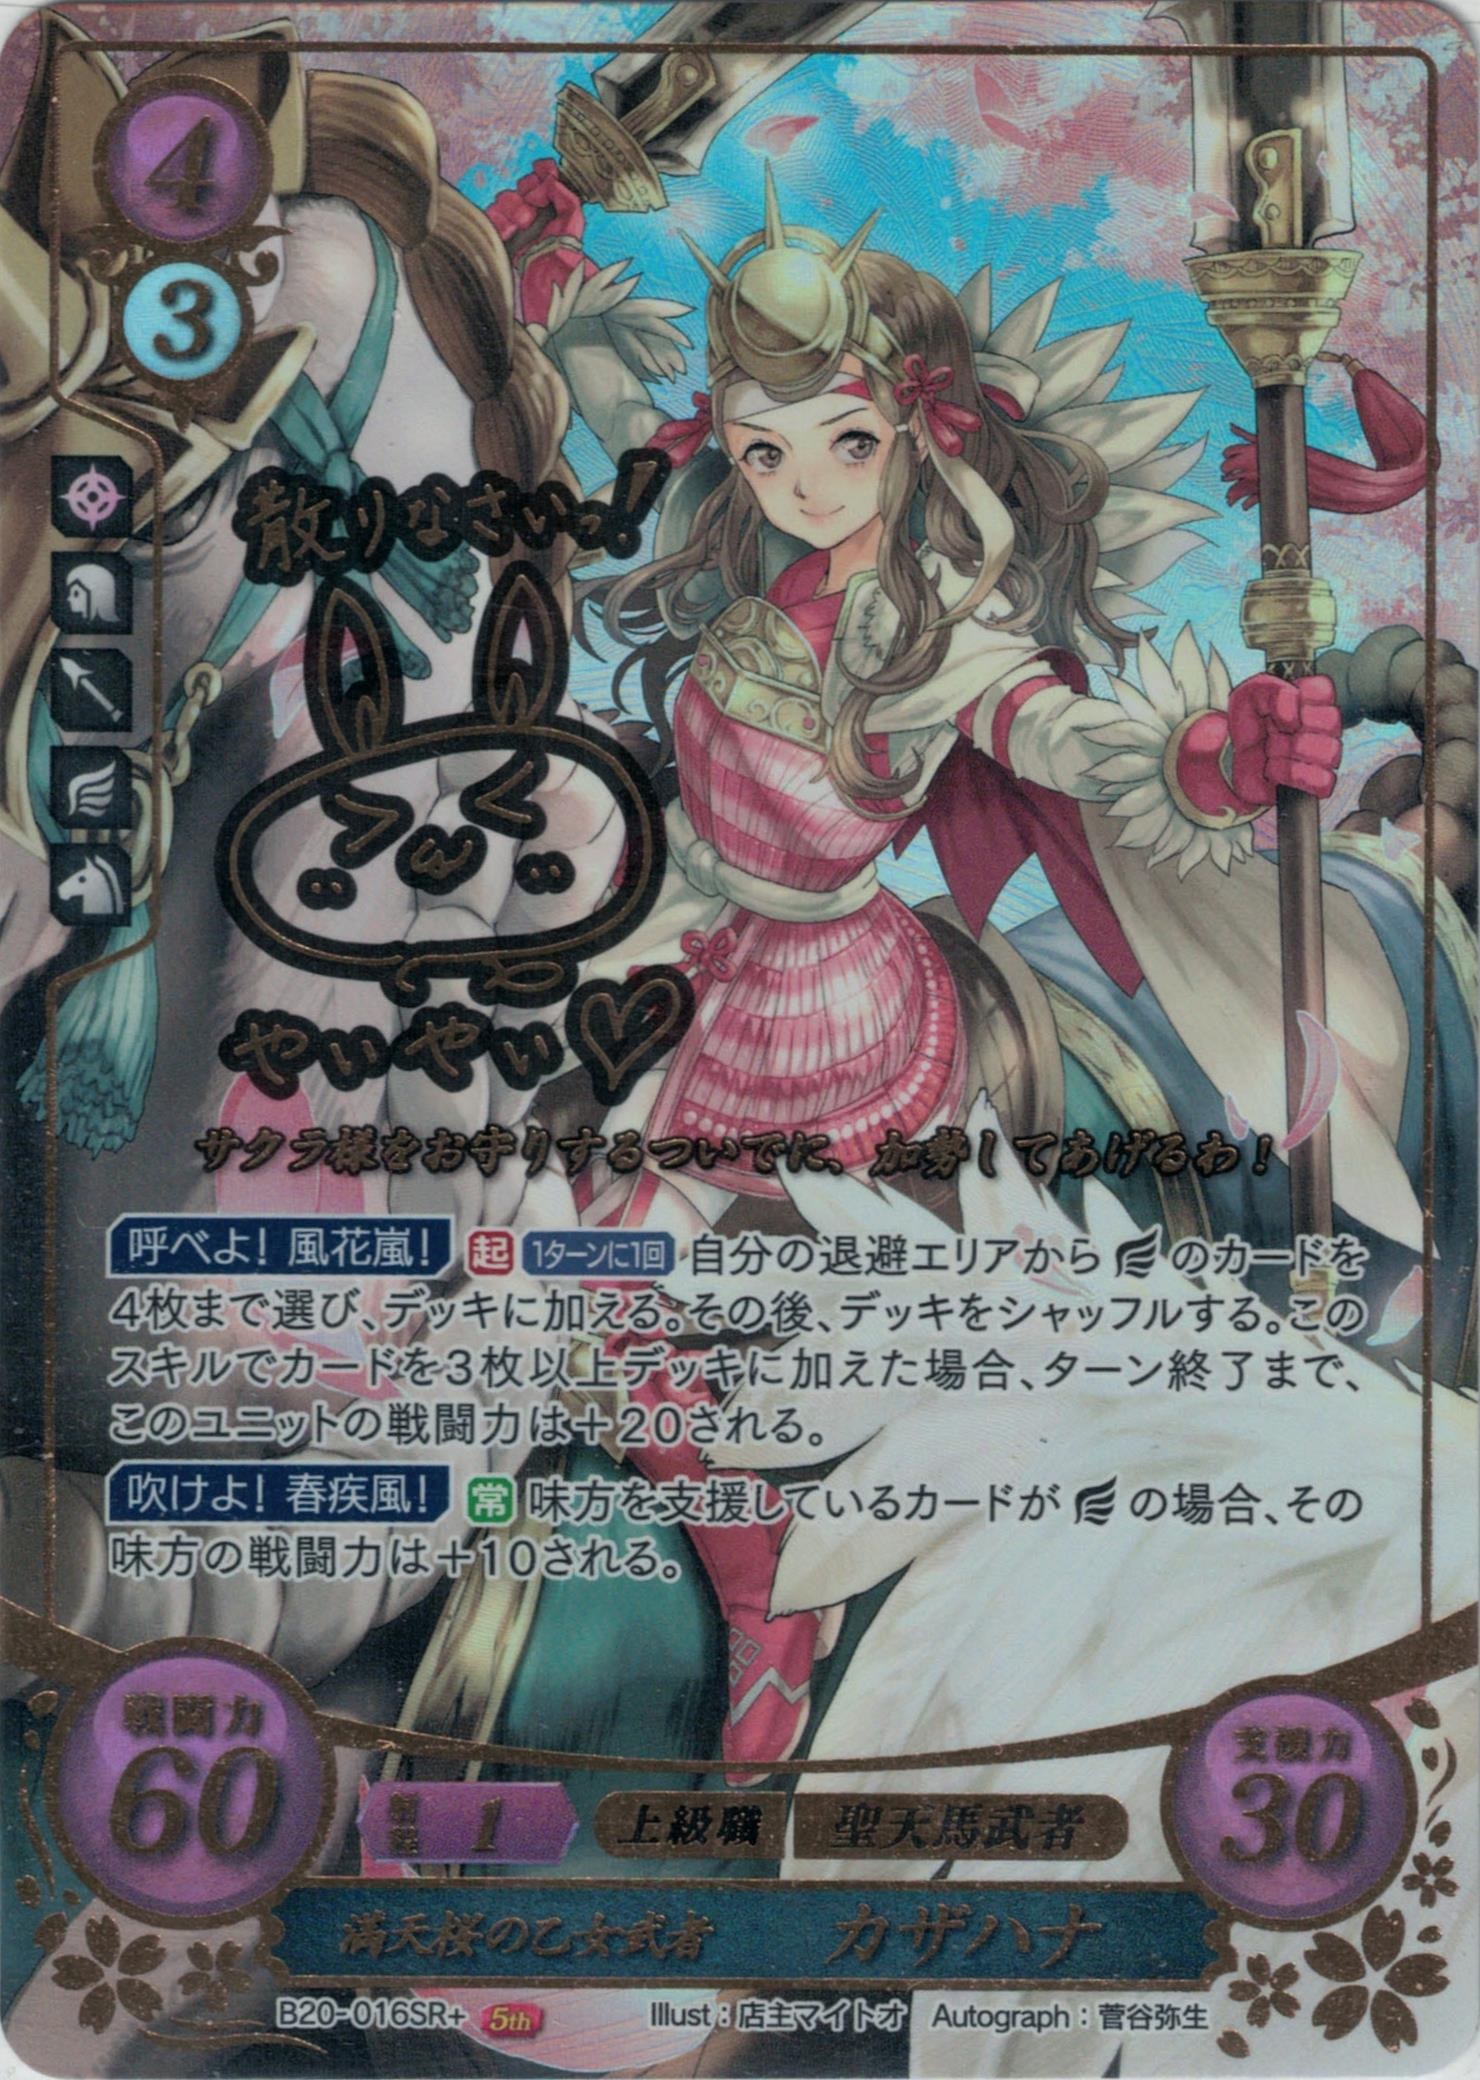 4
3
散りなさいっ!
やいやい♡
サクラ様をお守りするついでに、加勢してあげるわ!
呼べよ!風花嵐! 起 1ターンに1回 自分の退避エリアから のカードを
4枚まで選び、デッキに加える。その後、デッキをシャッフルする。この
スキルでカードを3枚以上デッキに加えた場合、ターン終了まで、
このユニットの戦闘力は+20される。
吹けよ!春疾風! 常 味方を支援しているカードが の場合、その
味方の戦闘力は+10される。
戦闘力
60
射程 1 上級職 聖天馬武者
支援力
30
満天桜の乙女武者 カザハナ
B20-016SR+ 5th Illust:店主マイトオ Autograph:菅谷弥生